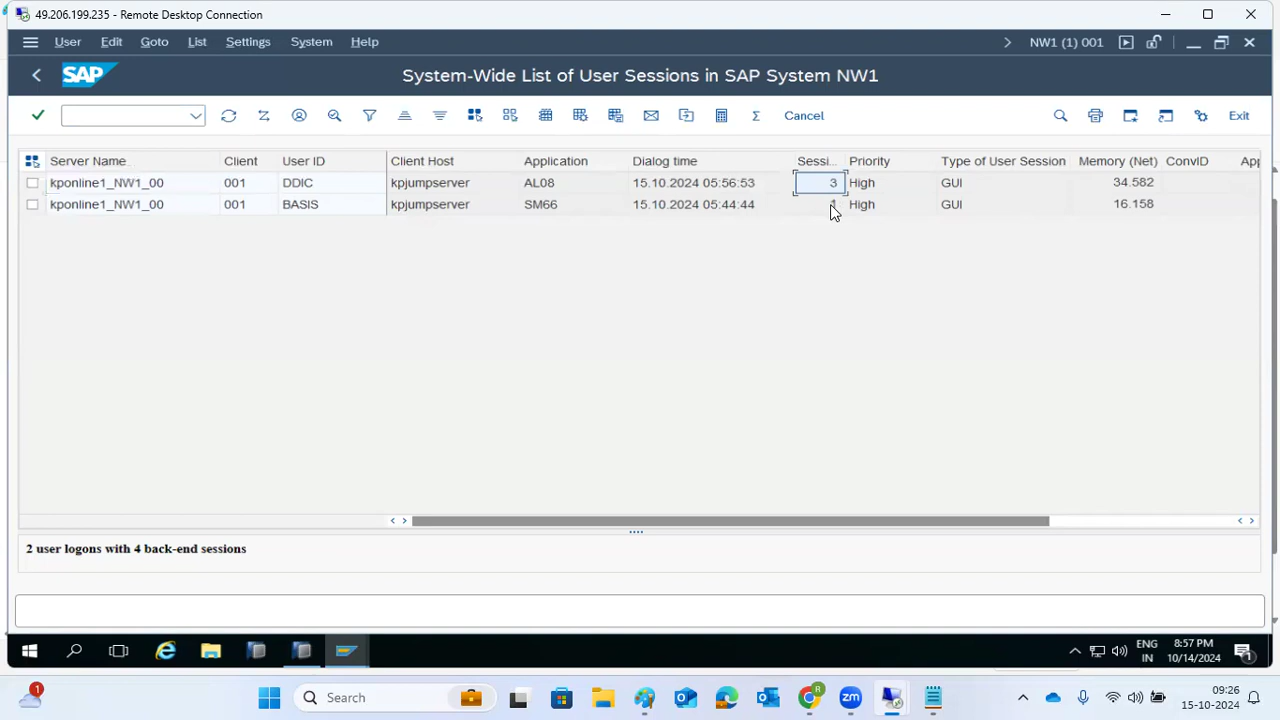 49.206.199.235 - Remote Desktop Connection
User Edit Goto List Settings System Help NW1 (1) 001
SAP System-Wide List of User Sessions in SAP System NW1
Cancel Exit
Server Name Client User ID Client Host Application Dialog time Sessi... Priority Type of User Session Memory (Net) ConvID App
kponline1_NW1_00 001 DDIC kpjumpserver AL08 15.10.2024 05:56:53 3 High GUI 34.582
kponline1_NW1_00 001 BASIS kpjumpserver SM66 15.10.2024 05:44:44 1 High GUI 16.158
2 user logons with 4 back-end sessions
ENG 8:57 PM
IN 10/14/2024 1
1 Search 09:26
15-10-2024